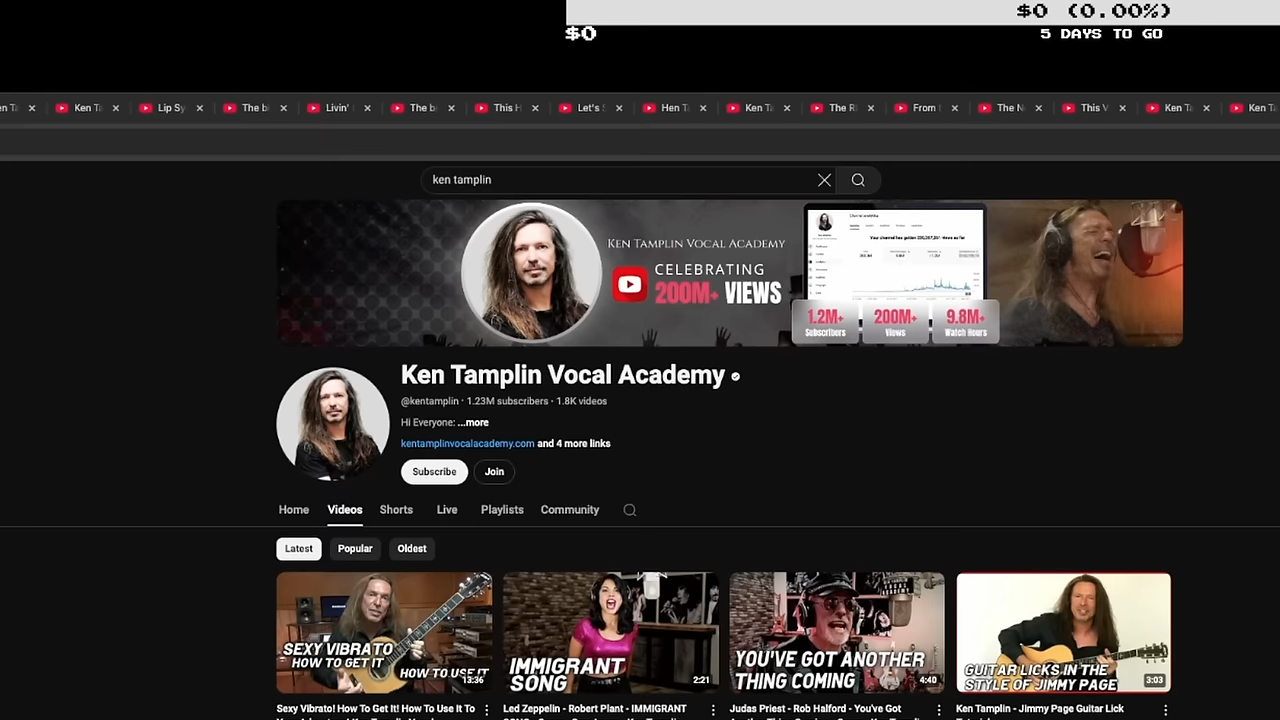 $0 (0.00%)
$0
5 DAYS TO GO
Ken Ti
Lip Sy
The bi
Livin'
The b
This H
Let's
Hen T
Ken Ta
The R
From
The N
This V
Ken Ta
Ken Ta
ken tamplin
KEN TAMPLIN VOCAL ACADEMY
CELEBRATING
200M+ VIEWS
1.2M+
Subscribers
200M+
Views
9.8M+
Watch Hours
Ken Tamplin Vocal Academy
@kentamplin · 1.23M subscribers · 1.8K videos
Hi Everyone: ...more
kentamplinvocalacademy.com and 4 more links
Subscribe
Join
Home
Videos
Shorts
Live
Playlists
Community
Latest
Popular
Oldest
SEXY VIBRATO
HOW TO GET IT
HOW TO USE IT
13:36
IMMIGRANT
SONG
2:21
YOU'VE GOT ANOTHER
THING COMING
4:40
GUITAR LICKS IN THE
STYLE OF JIMMY PAGE
3:03
Sexy Vibrato! How To Get It! How To Use It To
Led Zeppelin - Robert Plant - IMMIGRANT
Judas Priest - Rob Halford - You've Got
Ken Tamplin - Jimmy Page Guitar Lick